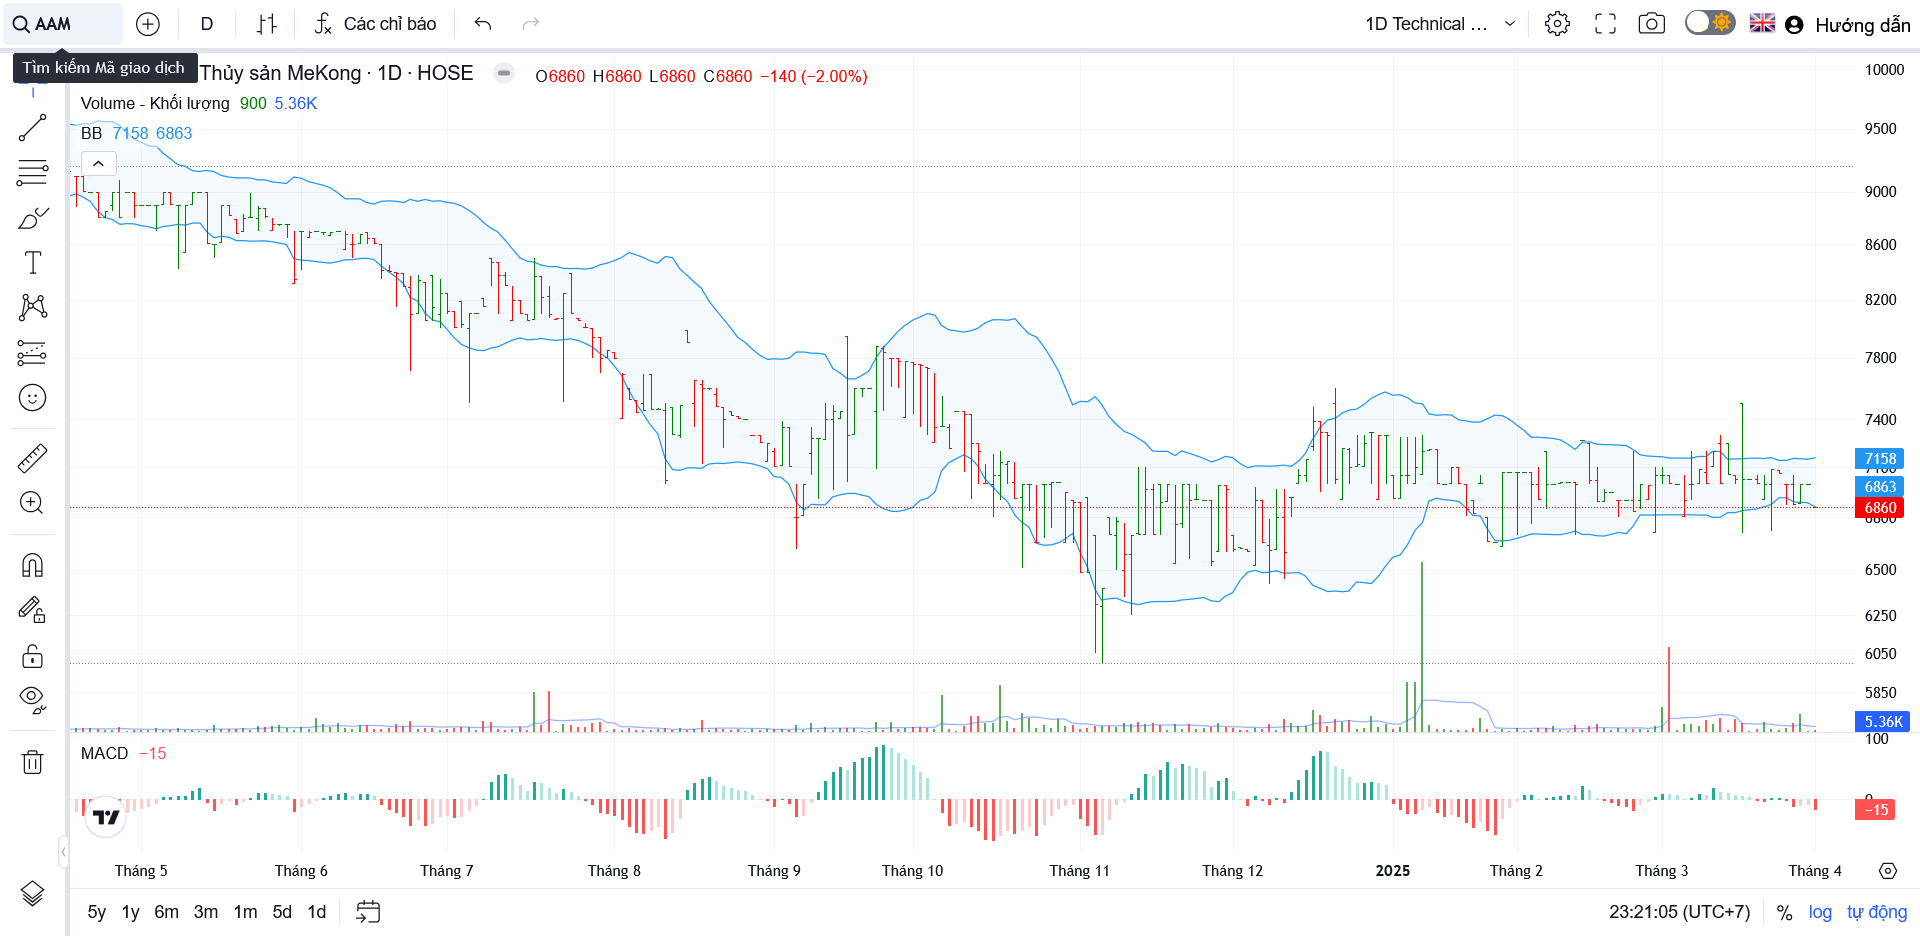 AAM
D
Các chỉ báo
1D Technical ...
Hướng dẫn
Tìm kiếm Mã giao dịch
Thủy sản MeKong · 1D · HOSE
O6860 H6860 L6860 C6860 −140 (−2.00%)
Volume - Khối lượng 900 5.36K
BB 7158 6863
10000
9500
9000
8600
8200
7800
7400
7158
7100
6863
6860
6800
6500
6250
6050
5850
5.36K
100
MACD −15
0
−15
Tháng 5 Tháng 6 Tháng 7 Tháng 8 Tháng 9 Tháng 10 Tháng 11 Tháng 12 2025 Tháng 2 Tháng 3 Tháng 4
5y 1y 6m 3m 1m 5d 1d
23:21:05 (UTC+7) % log tự động